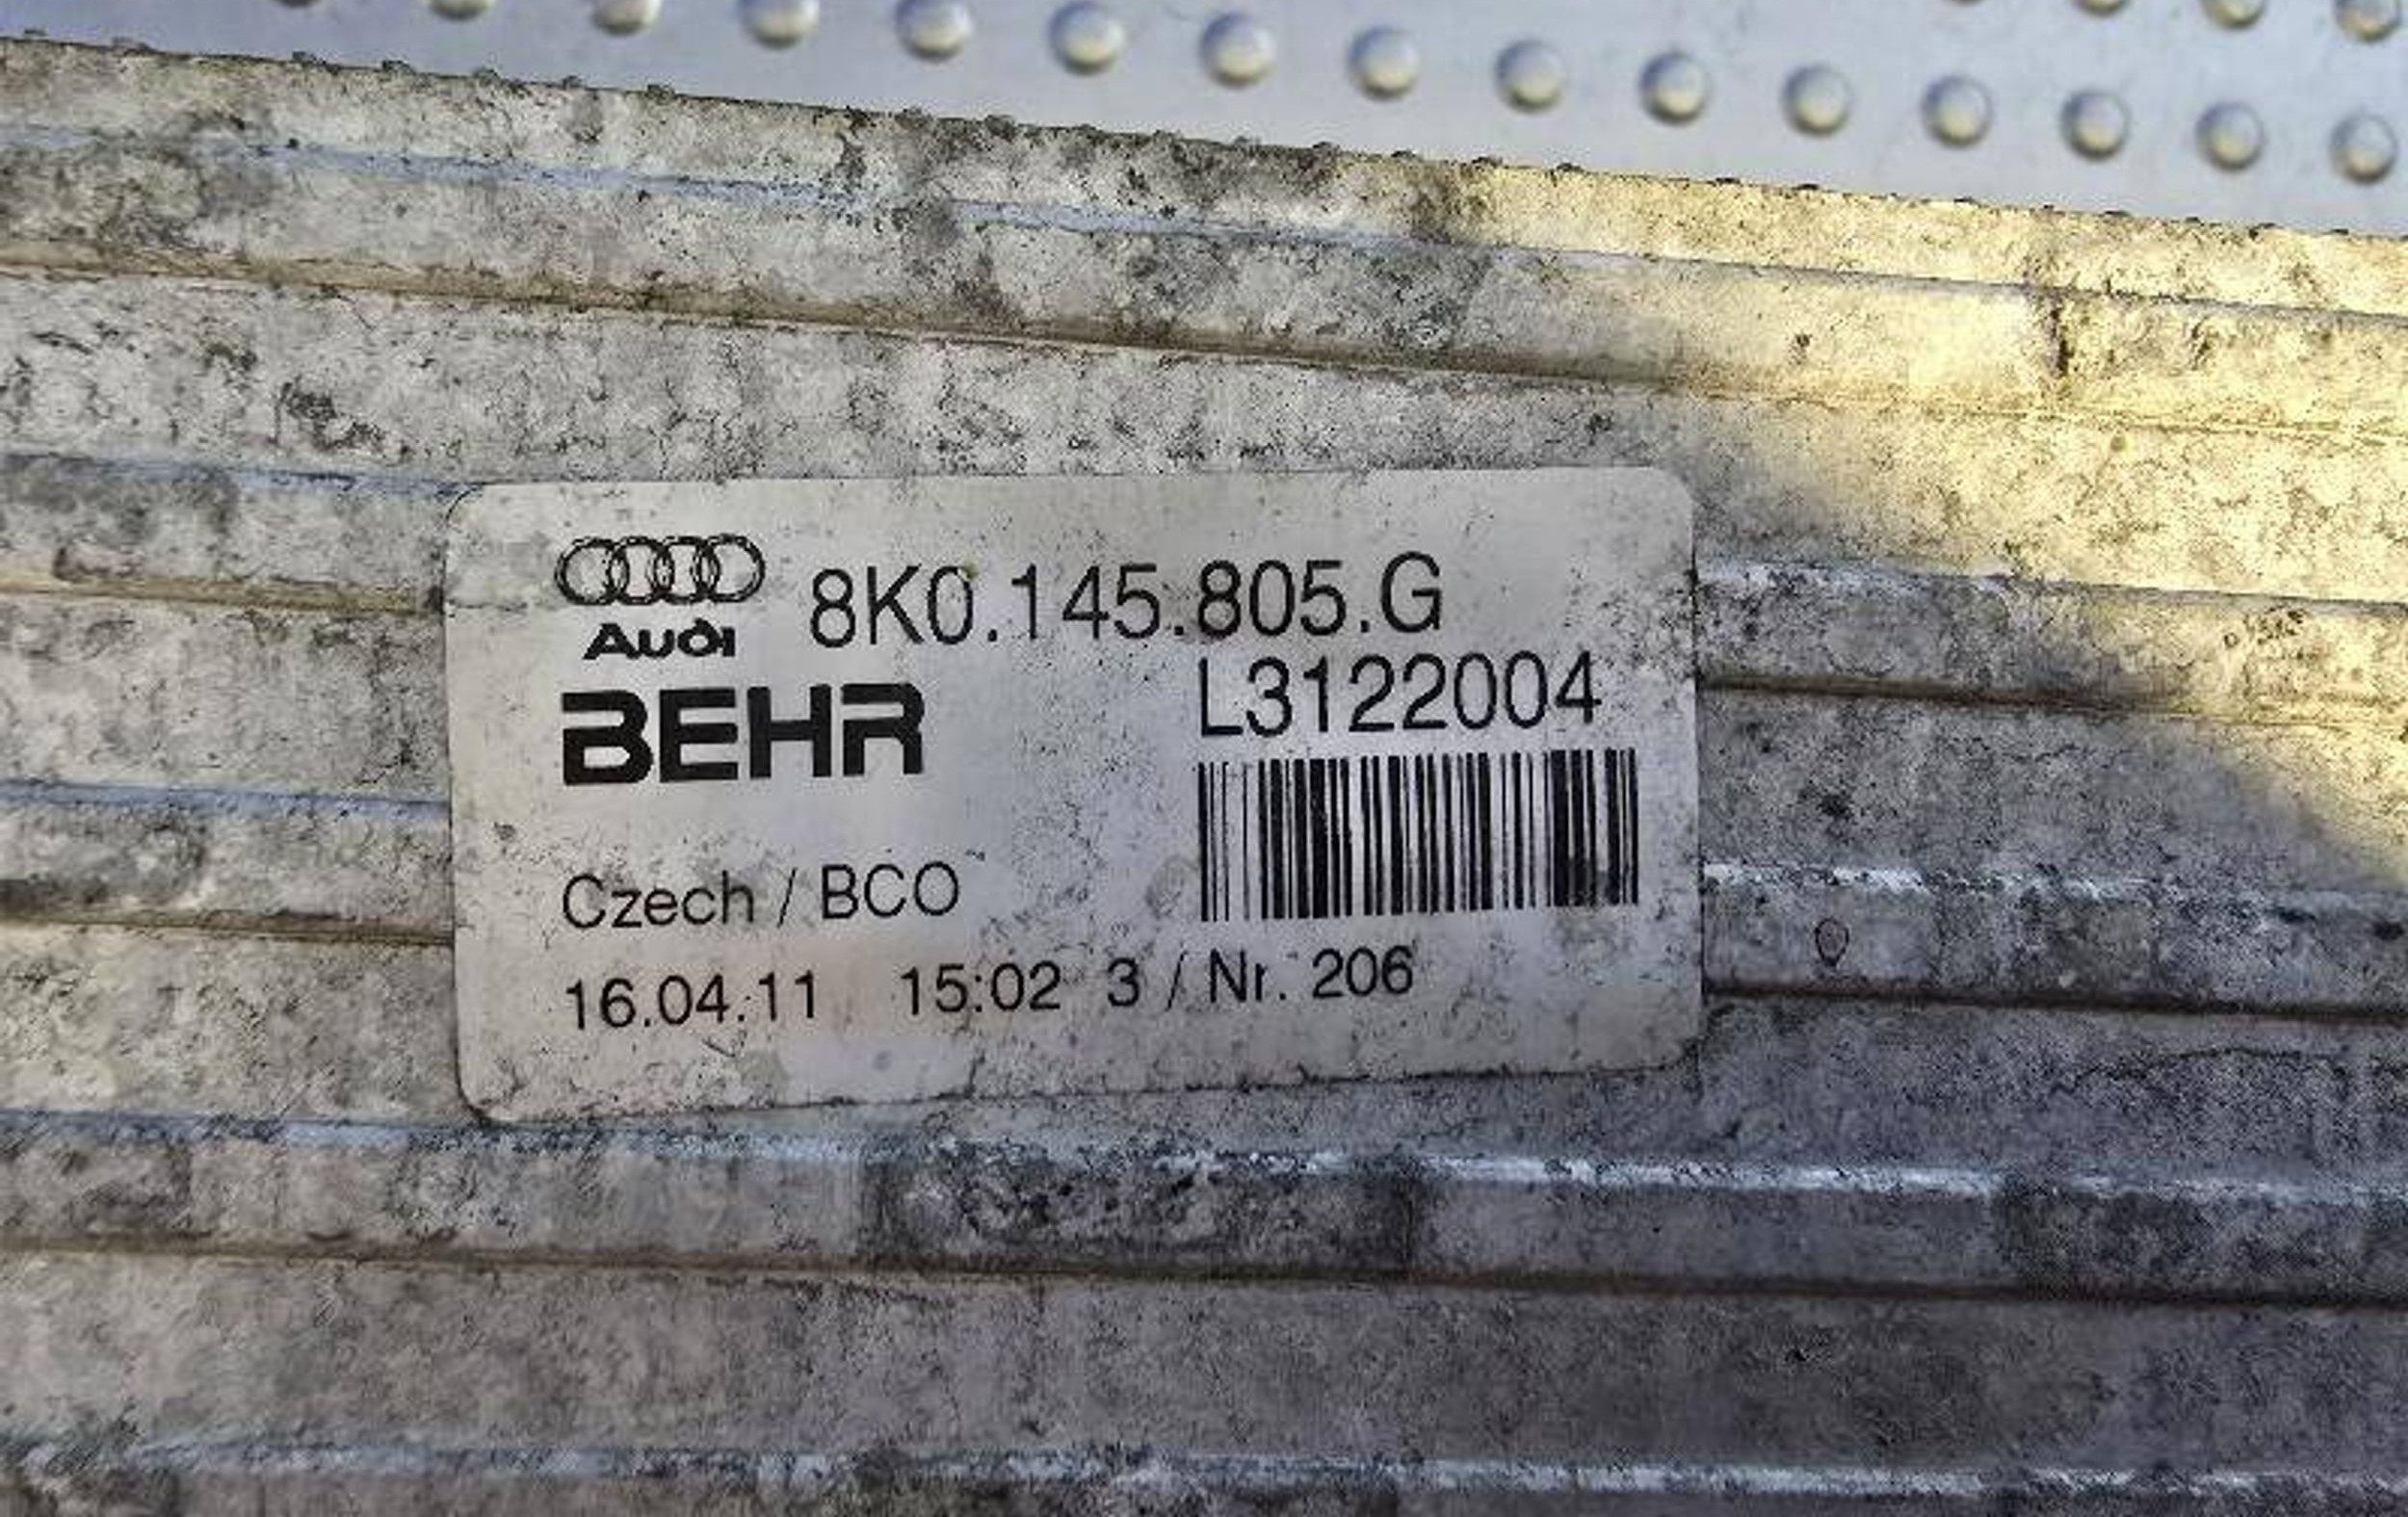 8K0.145.805.G
Audi
L3122004
BEHR
Czech / BCO
16.04.11 15:02 3 / Nr. 206